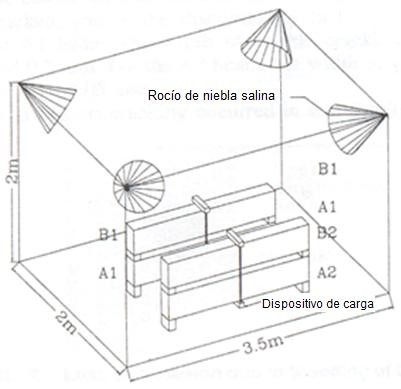 Rocío de niebla salina
2m
B1
A1
B1
B2
A1
A2
Dispositivo de carga
2m
3.5m